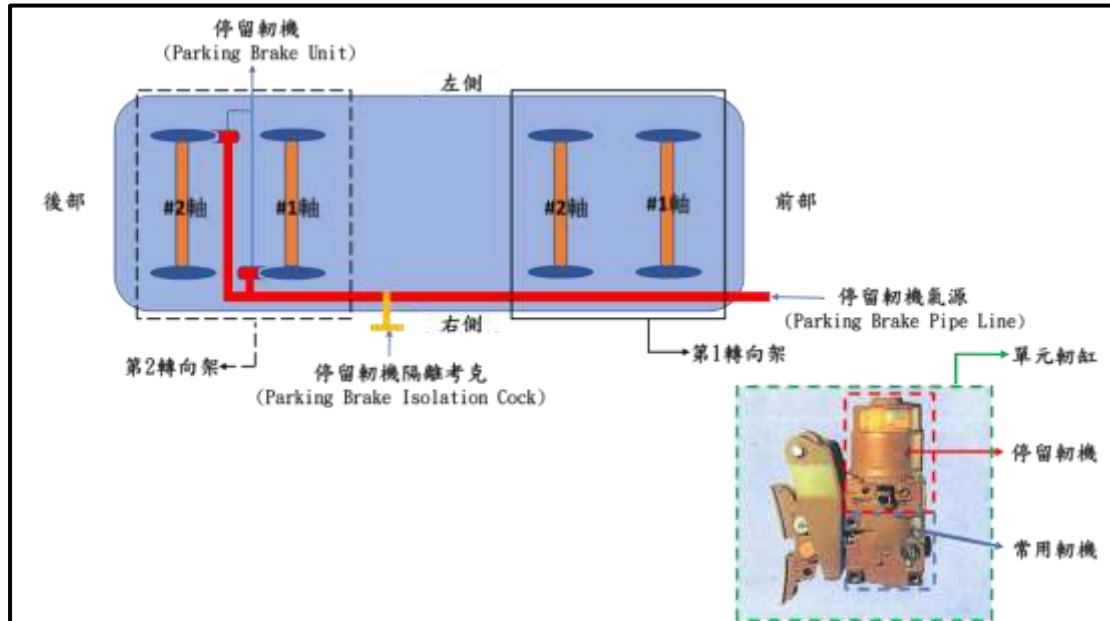 停留軔機
(Parking Brake Unit)
左側
後部
#2軸
#1軸
#2軸
#1軸
前部
停留軔機氣源
(Parking Brake Pipe Line)
右側
第2轉向架
停留軔機隔離考克
(Parking Brake Isolation Cock)
第1轉向架
單元軔缸
停留軔機
常用軔機